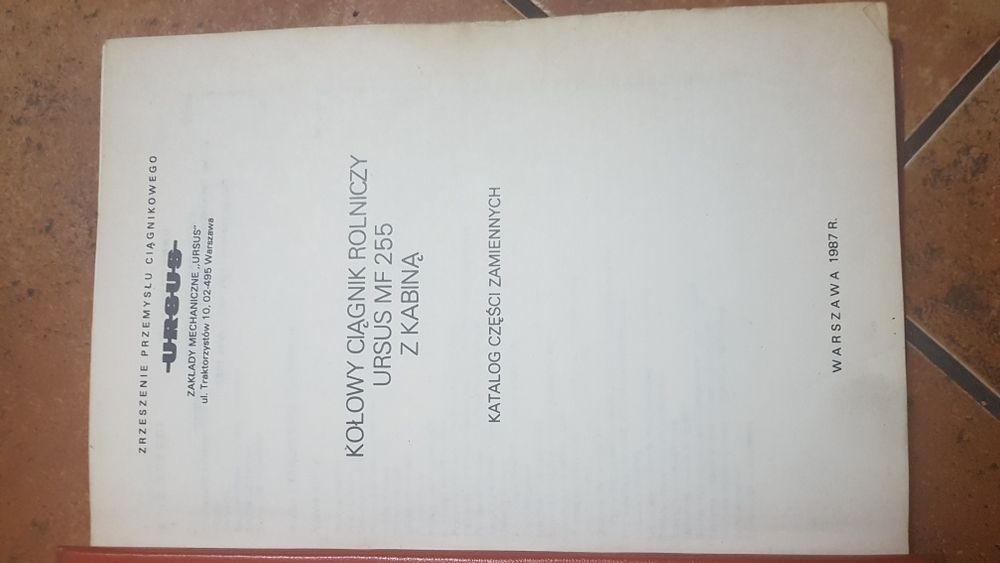 ZRZESZENIE PRZEMYSŁU CIĄGNIKOWEGO
URSUS
ZAKŁADY MECHANICZNE „URSUS"
ul. Traktorzystów 10, 02-495 Warszawa
KOŁOWY CIĄGNIK ROLNICZY
URSUS MF 255
Z KABINĄ
KATALOG CZĘŚCI ZAMIENNYCH
WARSZAWA 1987 R.